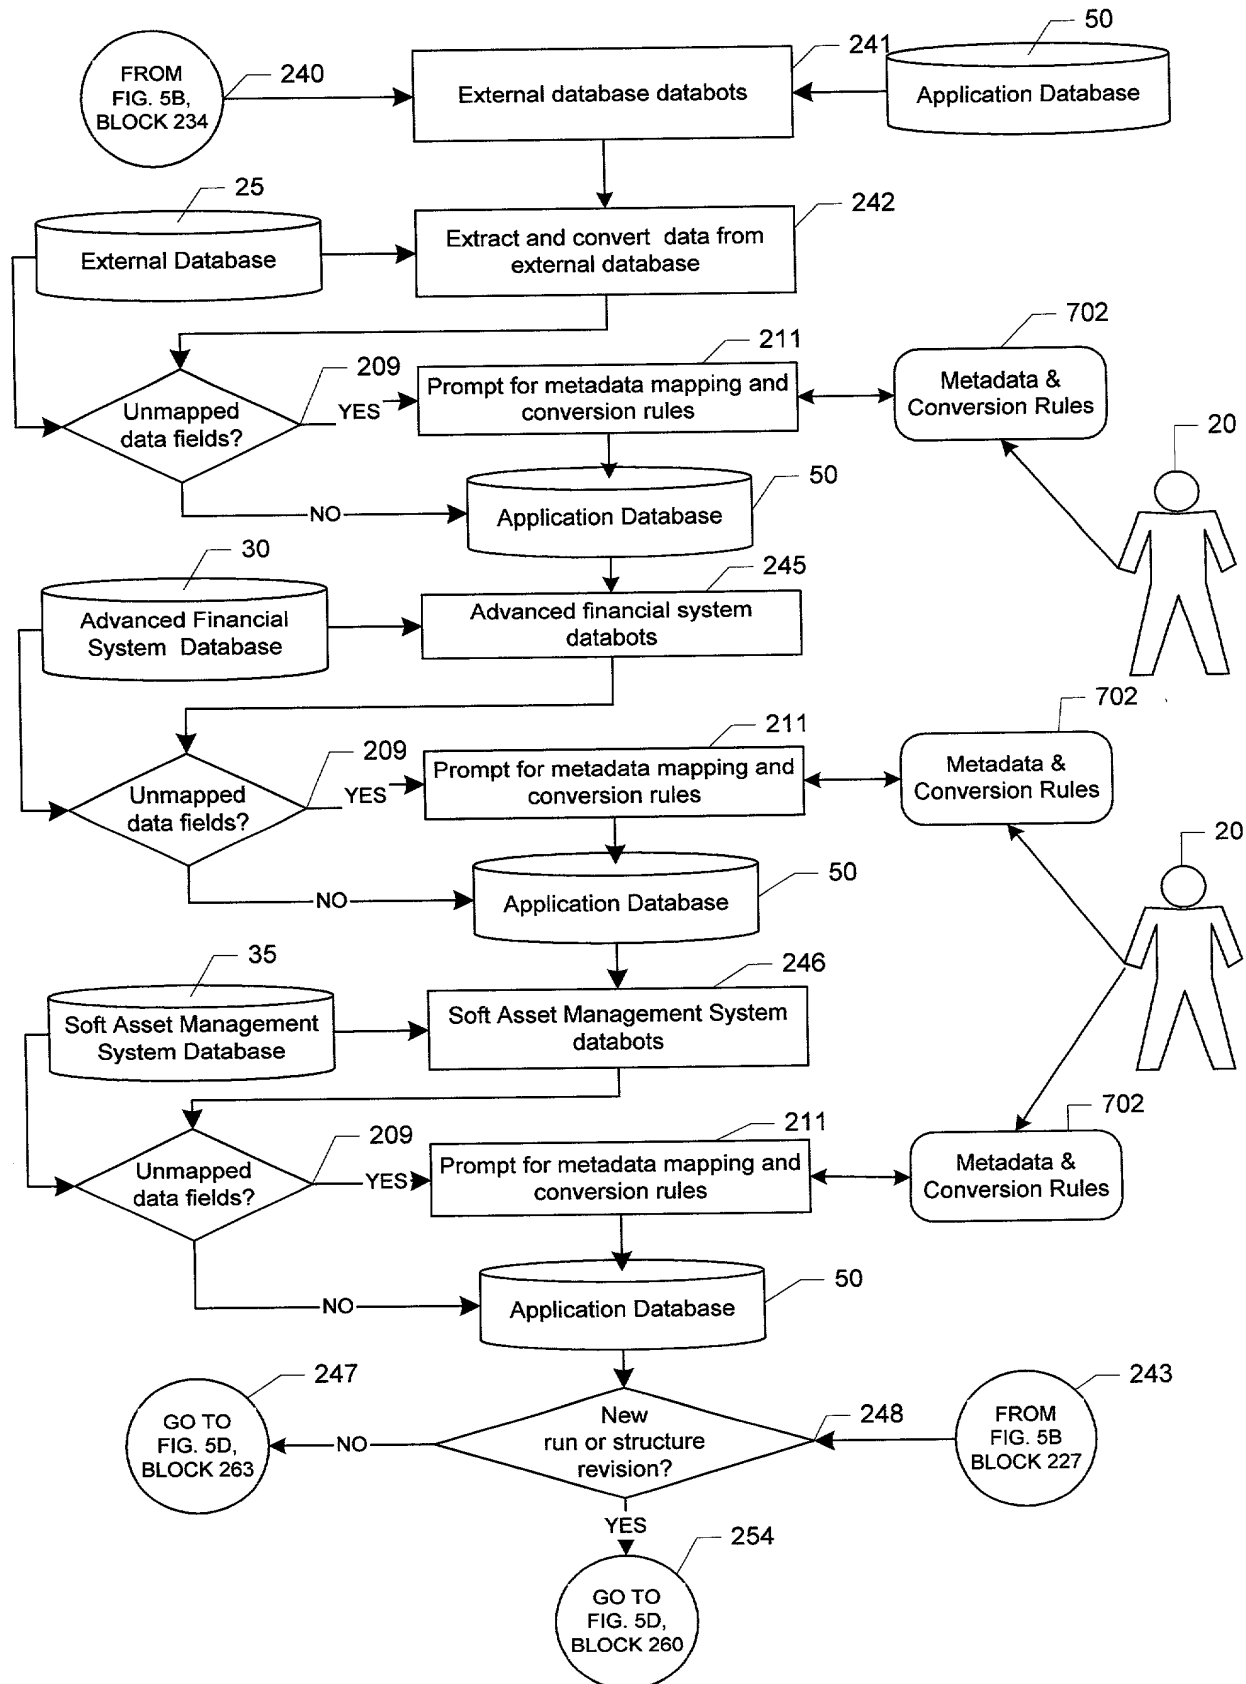 50
241
FROM
FIG. 5B,
BLOCK 234
240
External database databots
Application Database
25
242
External Database
Extract and convert  data from
external database
702
211
209
Prompt for metadata mapping and
conversion rules
Metadata &
Conversion Rules
Unmapped
data fields?
YES
20
50
NO
Application Database
30
245
Advanced Financial
System  Database
Advanced financial system
databots
702
211
209
Prompt for metadata mapping and
conversion rules
Metadata &
Conversion Rules
Unmapped
data fields?
YES
20
50
NO
Application Database
35
246
Soft Asset Management
System Database
Soft Asset Management System
databots
702
211
209
Prompt for metadata mapping and
conversion rules
Metadata &
Conversion Rules
Unmapped
data fields?
YES
50
NO
Application Database
247
243
248
GO TO
FIG. 5D,
BLOCK 263
NO
New
run or structure
revision?
FROM
FIG. 5B
BLOCK 227
YES
254
GO TO
FIG. 5D,
BLOCK 260